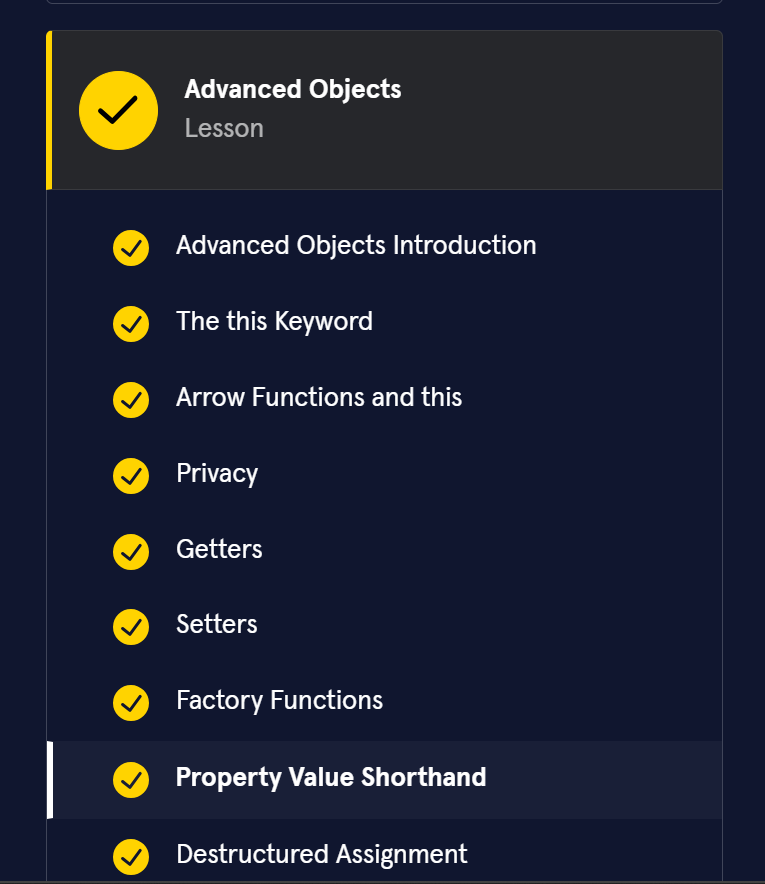 Advanced Objects
Lesson
Advanced Objects Introduction
The this Keyword
Arrow Functions and this
Privacy
Getters
Setters
Factory Functions
Property Value Shorthand
Destructured Assignment